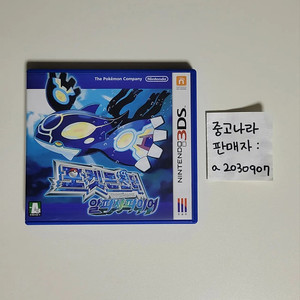 The Pokémon Company
Nintendo
NINTENDO 3DS
포켓몬스터
알파사파이어
중고나라
판매자 :
a2030907